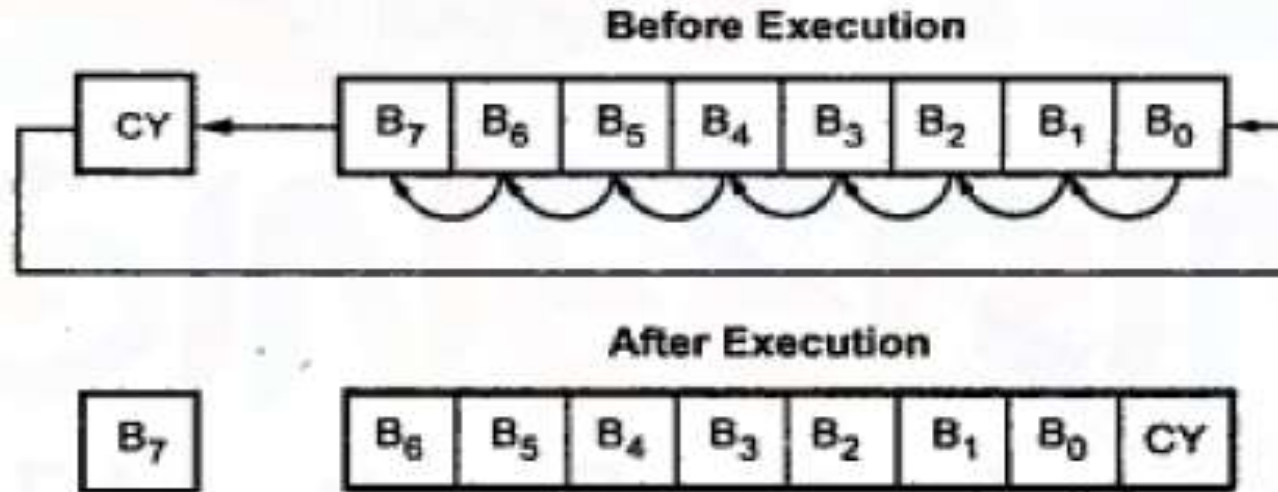 Before Execution
CY B₇ B₆ B₅ B₄ B₃ B₂ B₁ B₀
After Execution
B₇ B₆ B₅ B₄ B₃ B₂ B₁ B₀ CY